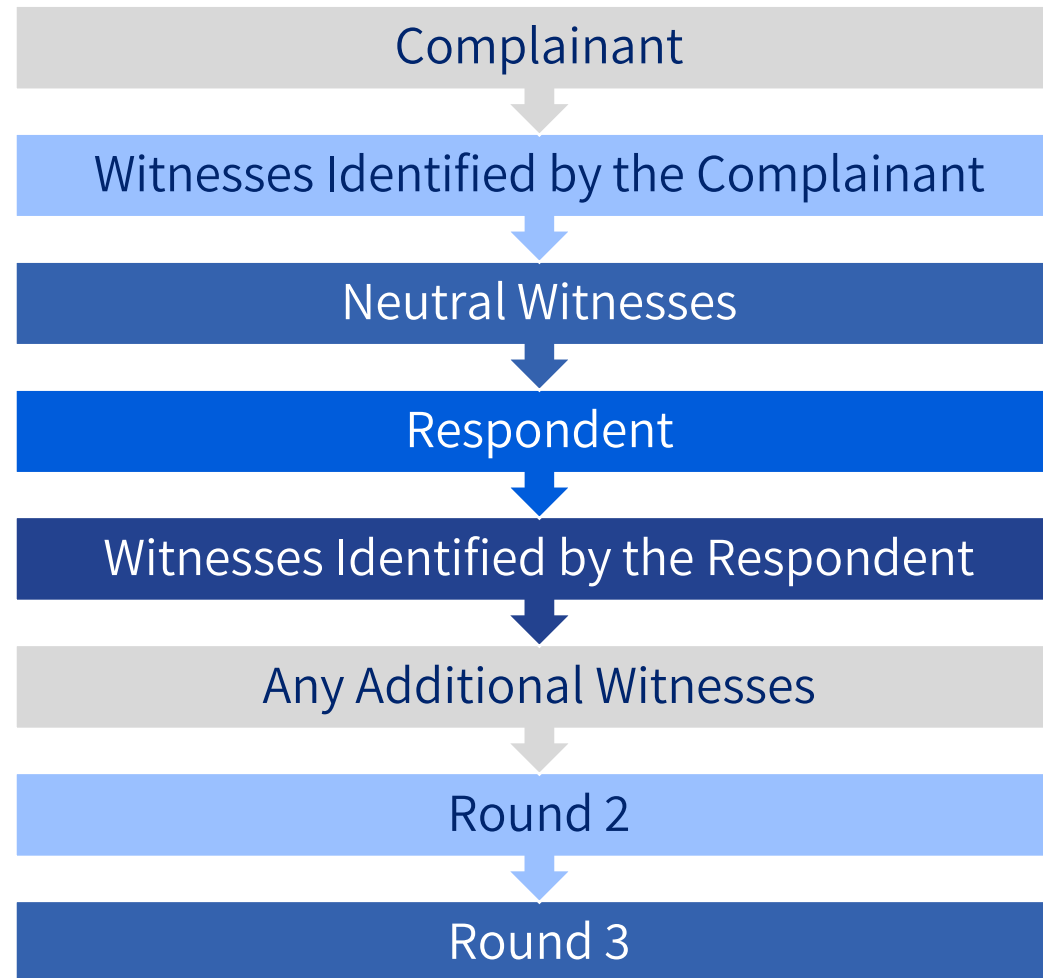 Complainant
Witnesses Identified by the Complainant
Neutral Witnesses
Respondent
Witnesses Identified by the Respondent
Any Additional Witnesses
Round 2
Round 3